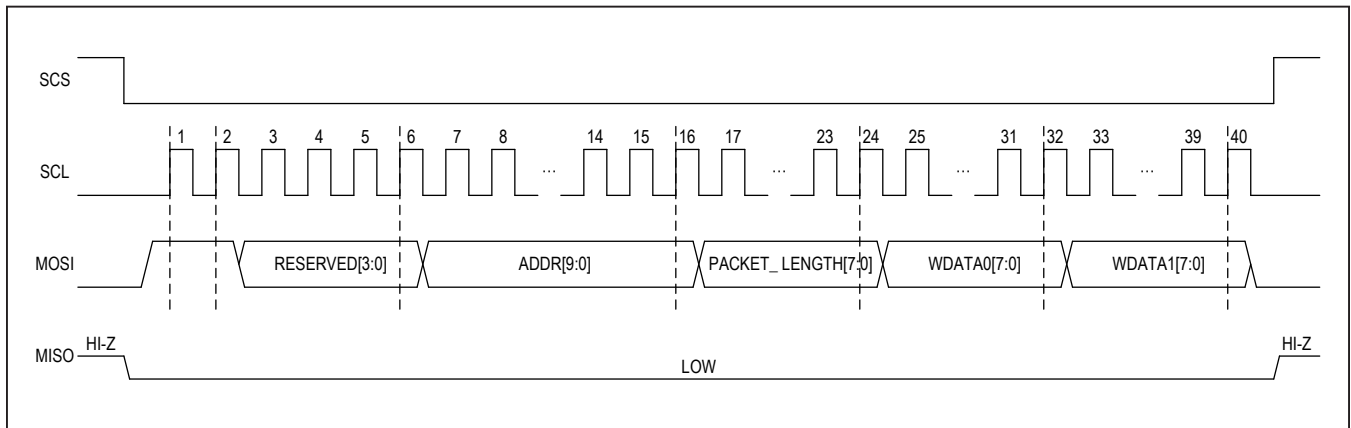 SCS
1 2 3 4 5 6 7 8 14 15 16 17 23 24 25 31 32 33 39 40
SCL ... ... ... ...
MOSI RESERVED[3:0] ADDR[9:0] PACKET_ LENGTH[7:0] WDATA0[7:0] WDATA1[7:0]
HI-Z HI-Z
MISO LOW